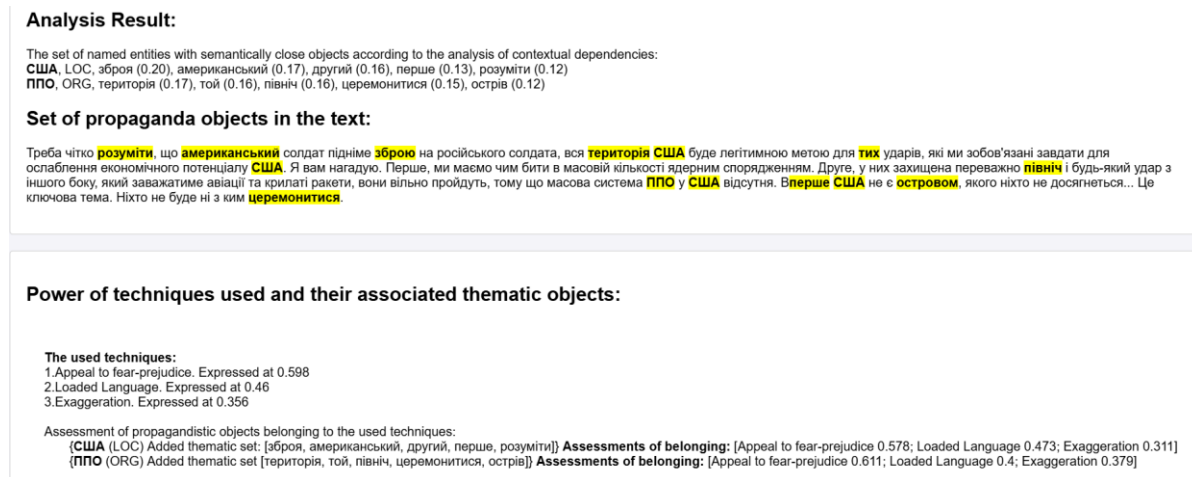 Analysis Result:
The set of named entities with semantically close objects according to the analysis of contextual dependencies:
США, LOC, зброя (0.20), американський (0.17), другий (0.16), перше (0.13), розуміти (0.12)
ППО, ORG, територія (0.17), той (0.16), північ (0.16), церемонитися (0.15), острів (0.12)
Set of propaganda objects in the text:
Треба чітко розуміти, що американський солдат підніме зброю на російського солдата, вся територія США буде легітимною метою для тих ударів, які ми зобов'язані завдати для
ослаблення економічного потенціалу США. Я вам нагадую. Перше, ми маємо чим бити в масовій кількості ядерним спорядженням. Друге, у них захищена переважно північ і будь-який удар з
іншого боку, який заважатиме авіації та крилаті ракети, вони вільно пройдуть, тому що масова система ППО у США відсутня. Вперше США не є островом, якого ніхто не досягнеться... Це
ключова тема. Ніхто не буде ні з ким церемонитися.
Power of techniques used and their associated thematic objects:
The used techniques:
1.Appeal to fear-prejudice. Expressed at 0.598
2.Loaded Language. Expressed at 0.46
3.Exaggeration. Expressed at 0.356
Assessment of propagandistic objects belonging to the used techniques:
{США (LOC) Added thematic set: [зброя, американський, другий, перше, розуміти]} Assessments of belonging: [Appeal to fear-prejudice 0.578; Loaded Language 0.473; Exaggeration 0.311]
{ППО (ORG) Added thematic set [територія, той, північ, церемонитися, острів]} Assessments of belonging: [Appeal to fear-prejudice 0.611; Loaded Language 0.4; Exaggeration 0.379]